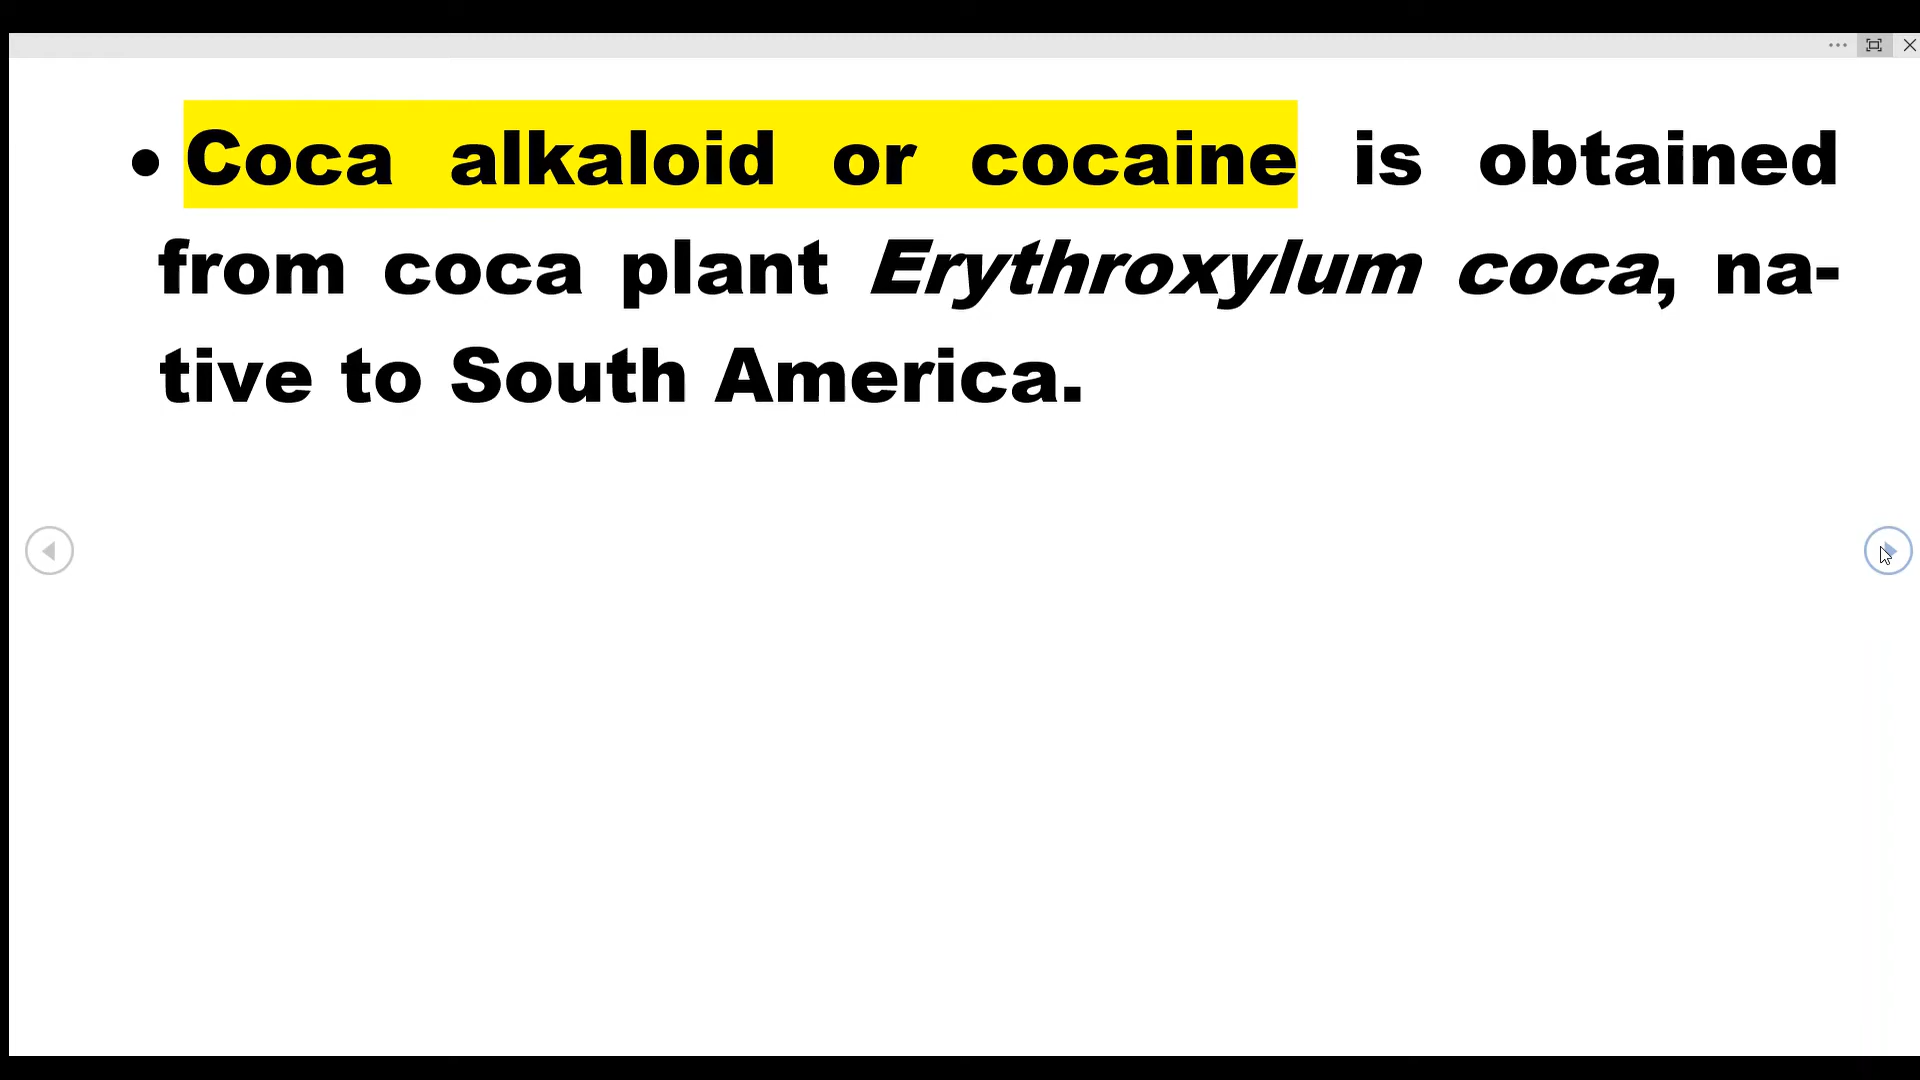 • Coca alkaloid or cocaine is obtained
from coca plant Erythroxylum coca, na-
tive to South America.